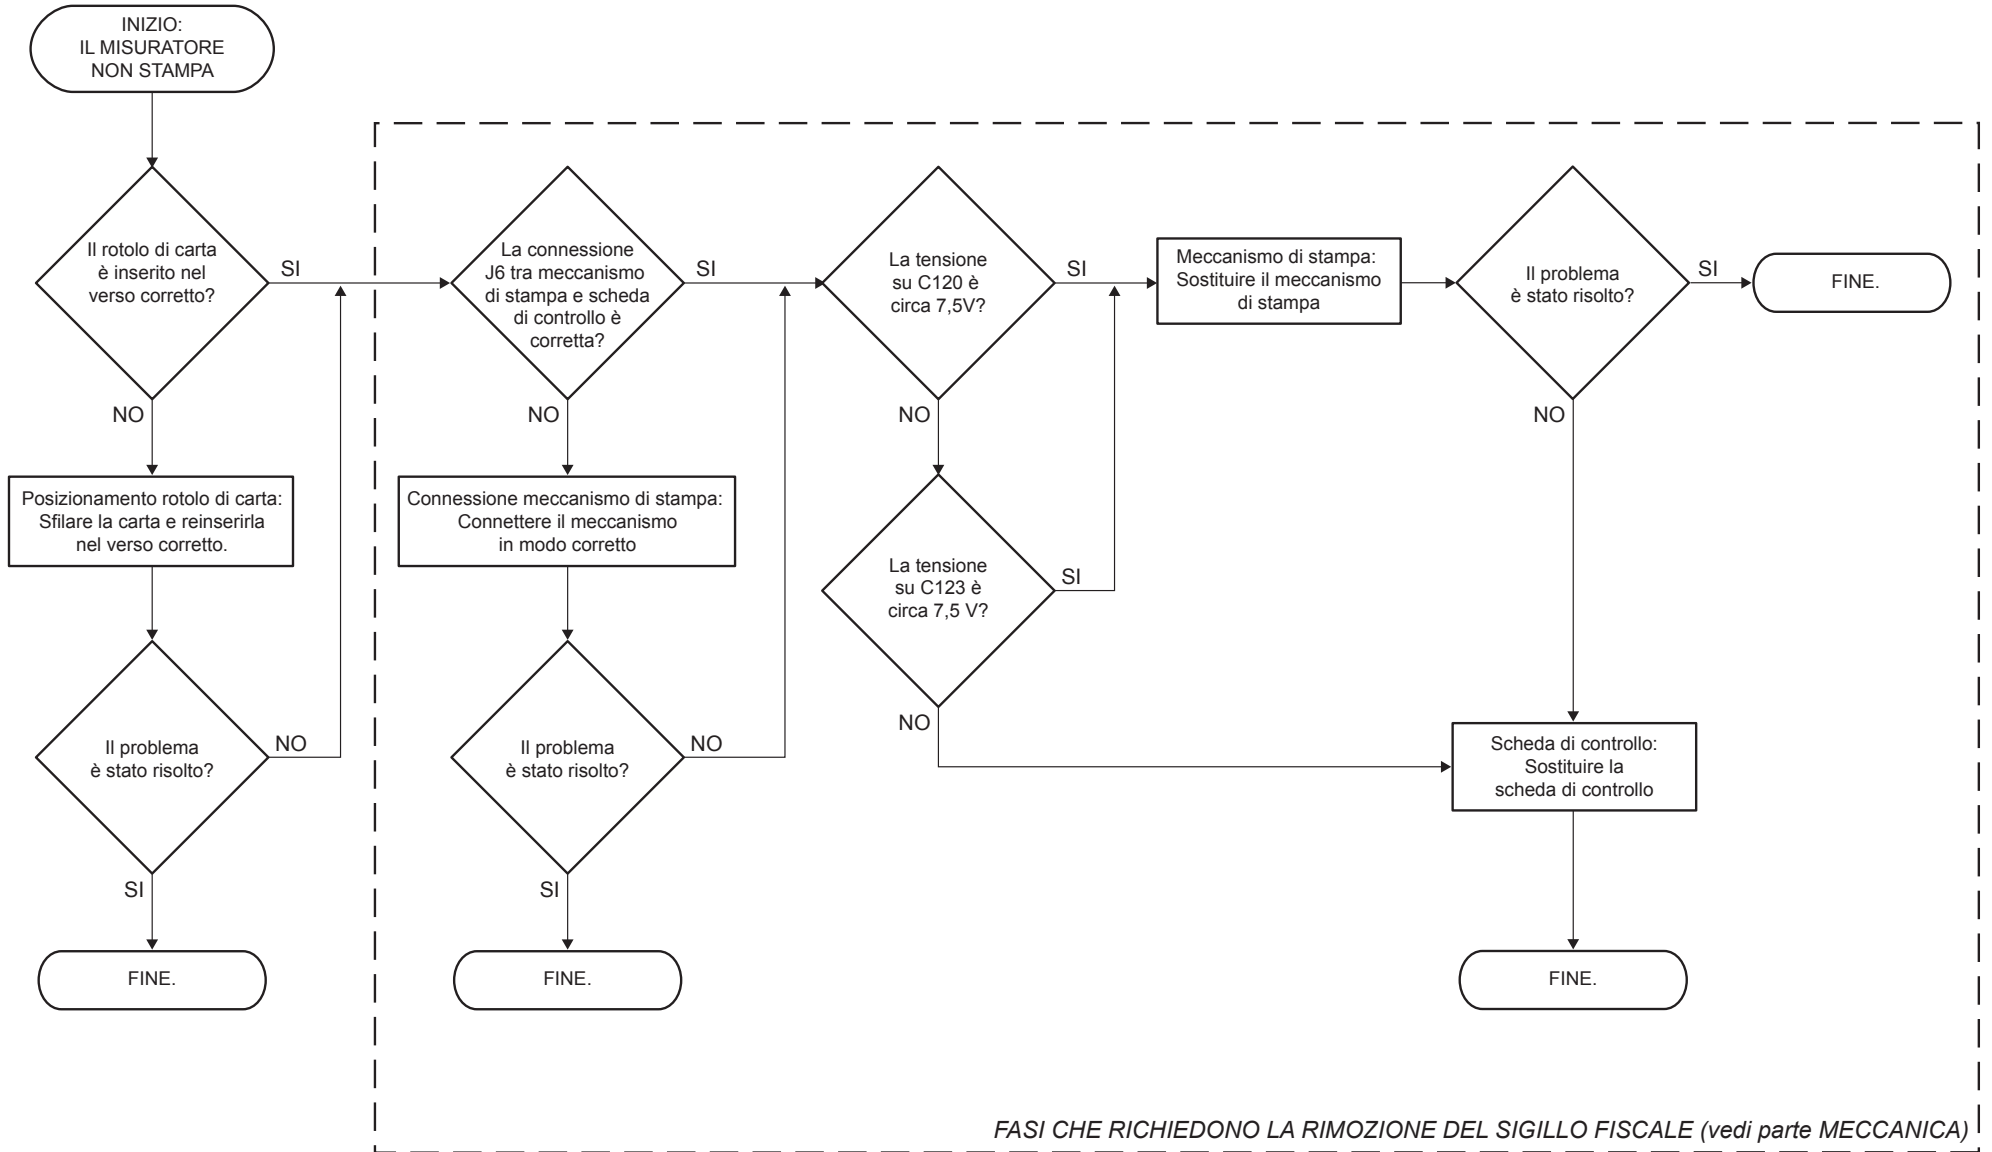 INIZIO:
IL MISURATORE
NON STAMPA
Il rotolo di carta
è inserito nel
verso corretto?
SI
NO
Posizionamento rotolo di carta:
Sfilare la carta e reinserirla
nel verso corretto.
Il problema
è stato risolto?
NO
SI
FINE.
La connessione
J6 tra meccanismo
di stampa e scheda
di controllo è
corretta?
SI
NO
Connessione meccanismo di stampa:
Connettere il meccanismo
in modo corretto
Il problema
è stato risolto?
NO
SI
FINE.
La tensione
su C120 è
circa 7,5V?
SI
NO
La tensione
su C123 è
circa 7,5 V?
SI
NO
Meccanismo di stampa:
Sostituire il meccanismo
di stampa
Il problema
è stato risolto?
SI
FINE.
NO
Scheda di controllo:
Sostituire la
scheda di controllo
FINE.
FASI CHE RICHIEDONO LA RIMOZIONE DEL SIGILLO FISCALE (vedi parte MECCANICA)